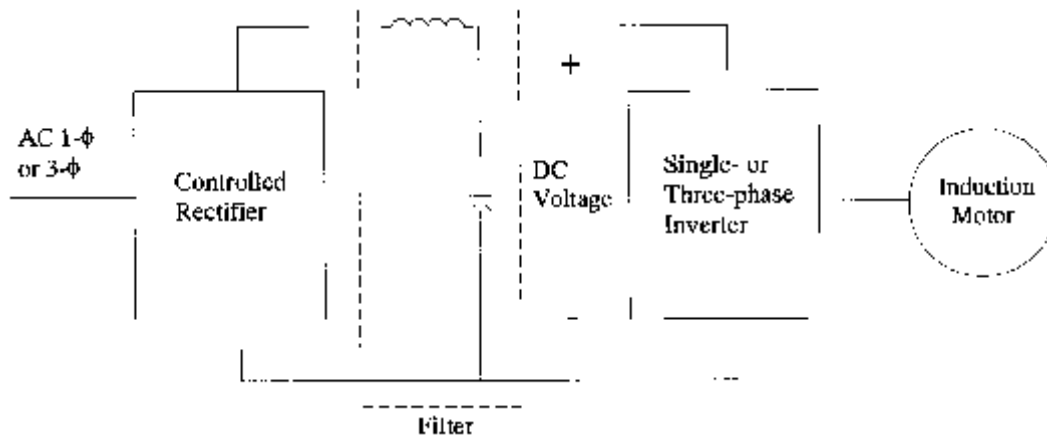 AC 1-ϕ
or 3-ϕ
Controlled
Rectifier
+
DC
Voltage
Single- or
Three-phase
Inverter
Induction
Motor
Filter